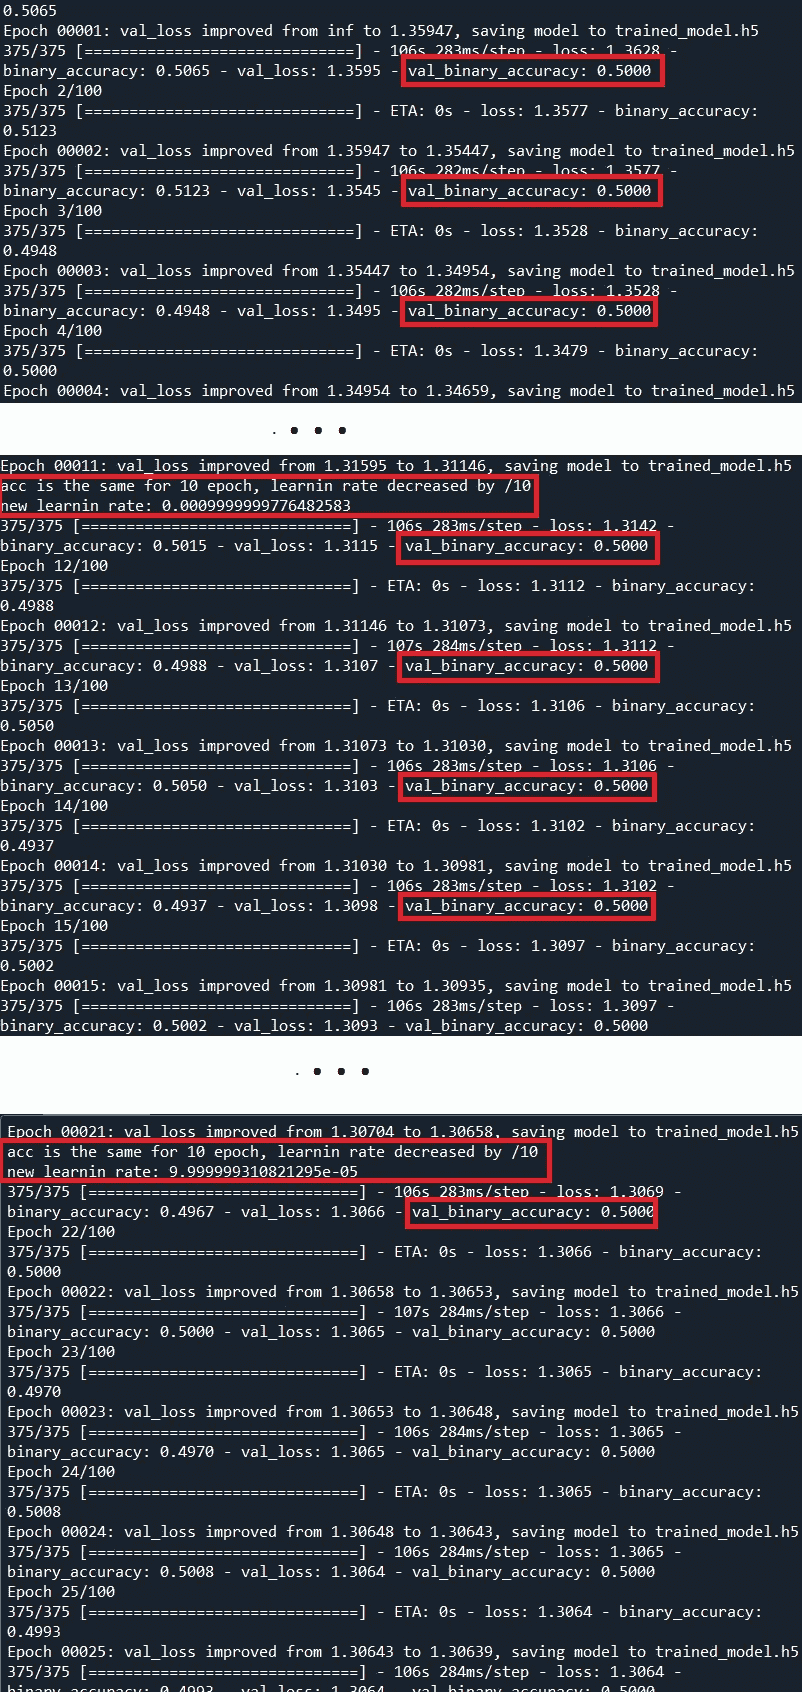 0.5065
Epoch 00001: val_loss improved from inf to 1.35947, saving model to trained_model.h5
375/375 [==============================] - 106s 283ms/step - loss: 1.3628 -
binary_accuracy: 0.5065 - val_loss: 1.3595 - val_binary_accuracy: 0.5000
Epoch 2/100
375/375 [==============================] - ETA: 0s - loss: 1.3577 - binary_accuracy:
0.5123
Epoch 00002: val_loss improved from 1.35947 to 1.35447, saving model to trained_model.h5
375/375 [==============================] - 106s 282ms/step - loss: 1.3577 -
binary_accuracy: 0.5123 - val_loss: 1.3545 - val_binary_accuracy: 0.5000
Epoch 3/100
375/375 [==============================] - ETA: 0s - loss: 1.3528 - binary_accuracy:
0.4948
Epoch 00003: val_loss improved from 1.35447 to 1.34954, saving model to trained_model.h5
375/375 [==============================] - 106s 282ms/step - loss: 1.3528 -
binary_accuracy: 0.4948 - val_loss: 1.3495 - val_binary_accuracy: 0.5000
Epoch 4/100
375/375 [==============================] - ETA: 0s - loss: 1.3479 - binary_accuracy:
0.5000
Epoch 00004: val_loss improved from 1.34954 to 1.34659, saving model to trained_model.h5
Epoch 00011: val_loss improved from 1.31595 to 1.31146, saving model to trained_model.h5
acc is the same for 10 epoch, learnin rate decreased by /10
new learnin rate: 0.0009999999776482583
375/375 [==============================] - 106s 283ms/step - loss: 1.3142 -
binary_accuracy: 0.5015 - val_loss: 1.3115 - val_binary_accuracy: 0.5000
Epoch 12/100
375/375 [==============================] - ETA: 0s - loss: 1.3112 - binary_accuracy:
0.4988
Epoch 00012: val_loss improved from 1.31146 to 1.31073, saving model to trained_model.h5
375/375 [==============================] - 107s 284ms/step - loss: 1.3112 -
binary_accuracy: 0.4988 - val_loss: 1.3107 - val_binary_accuracy: 0.5000
Epoch 13/100
375/375 [==============================] - ETA: 0s - loss: 1.3106 - binary_accuracy:
0.5050
Epoch 00013: val_loss improved from 1.31073 to 1.31030, saving model to trained_model.h5
375/375 [==============================] - 106s 283ms/step - loss: 1.3106 -
binary_accuracy: 0.5050 - val_loss: 1.3103 - val_binary_accuracy: 0.5000
Epoch 14/100
375/375 [==============================] - ETA: 0s - loss: 1.3102 - binary_accuracy:
0.4937
Epoch 00014: val_loss improved from 1.31030 to 1.30981, saving model to trained_model.h5
375/375 [==============================] - 106s 283ms/step - loss: 1.3102 -
binary_accuracy: 0.4937 - val_loss: 1.3098 - val_binary_accuracy: 0.5000
Epoch 15/100
375/375 [==============================] - ETA: 0s - loss: 1.3097 - binary_accuracy:
0.5002
Epoch 00015: val_loss improved from 1.30981 to 1.30935, saving model to trained_model.h5
375/375 [==============================] - 106s 283ms/step - loss: 1.3097 -
binary_accuracy: 0.5002 - val_loss: 1.3093 - val_binary_accuracy: 0.5000
Epoch 00021: val_loss improved from 1.30704 to 1.30658, saving model to trained_model.h5
acc is the same for 10 epoch, learnin rate decreased by /10
new learnin rate: 9.999999310821295e-05
375/375 [==============================] - 106s 283ms/step - loss: 1.3069 -
binary_accuracy: 0.4967 - val_loss: 1.3066 - val_binary_accuracy: 0.5000
Epoch 22/100
375/375 [==============================] - ETA: 0s - loss: 1.3066 - binary_accuracy:
0.5000
Epoch 00022: val_loss improved from 1.30658 to 1.30653, saving model to trained_model.h5
375/375 [==============================] - 107s 284ms/step - loss: 1.3066 -
binary_accuracy: 0.5000 - val_loss: 1.3065 - val_binary_accuracy: 0.5000
Epoch 23/100
375/375 [==============================] - ETA: 0s - loss: 1.3065 - binary_accuracy:
0.4970
Epoch 00023: val_loss improved from 1.30653 to 1.30648, saving model to trained_model.h5
375/375 [==============================] - 106s 284ms/step - loss: 1.3065 -
binary_accuracy: 0.4970 - val_loss: 1.3065 - val_binary_accuracy: 0.5000
Epoch 24/100
375/375 [==============================] - ETA: 0s - loss: 1.3065 - binary_accuracy:
0.5008
Epoch 00024: val_loss improved from 1.30648 to 1.30643, saving model to trained_model.h5
375/375 [==============================] - 106s 284ms/step - loss: 1.3065 -
binary_accuracy: 0.5008 - val_loss: 1.3064 - val_binary_accuracy: 0.5000
Epoch 25/100
375/375 [==============================] - ETA: 0s - loss: 1.3064 - binary_accuracy:
0.4993
Epoch 00025: val_loss improved from 1.30643 to 1.30639, saving model to trained_model.h5
375/375 [==============================] - 106s 284ms/step - loss: 1.3064 -
binary_accuracy: 0.4993 - val_loss: 1.3064 - val_binary_accuracy: 0.5000